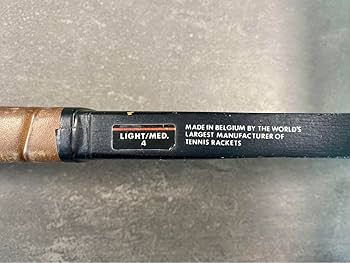 LIGHT/MED.
4
MADE IN BELGIUM BY THE WORLD'S
LARGEST MANUFACTURER OF
TENNIS RACKETS